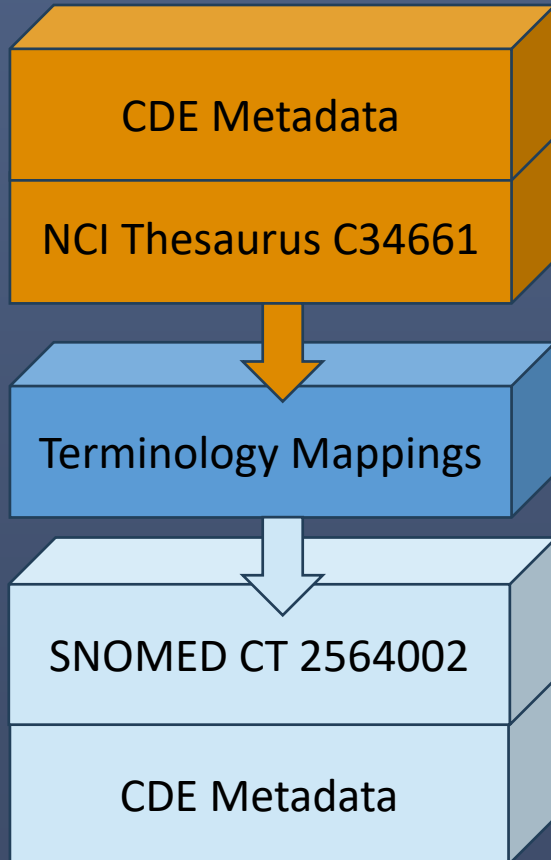 CDE Metadata
NCI Thesaurus C34661
Terminology Mappings
SNOMED CT 2564002
CDE Metadata